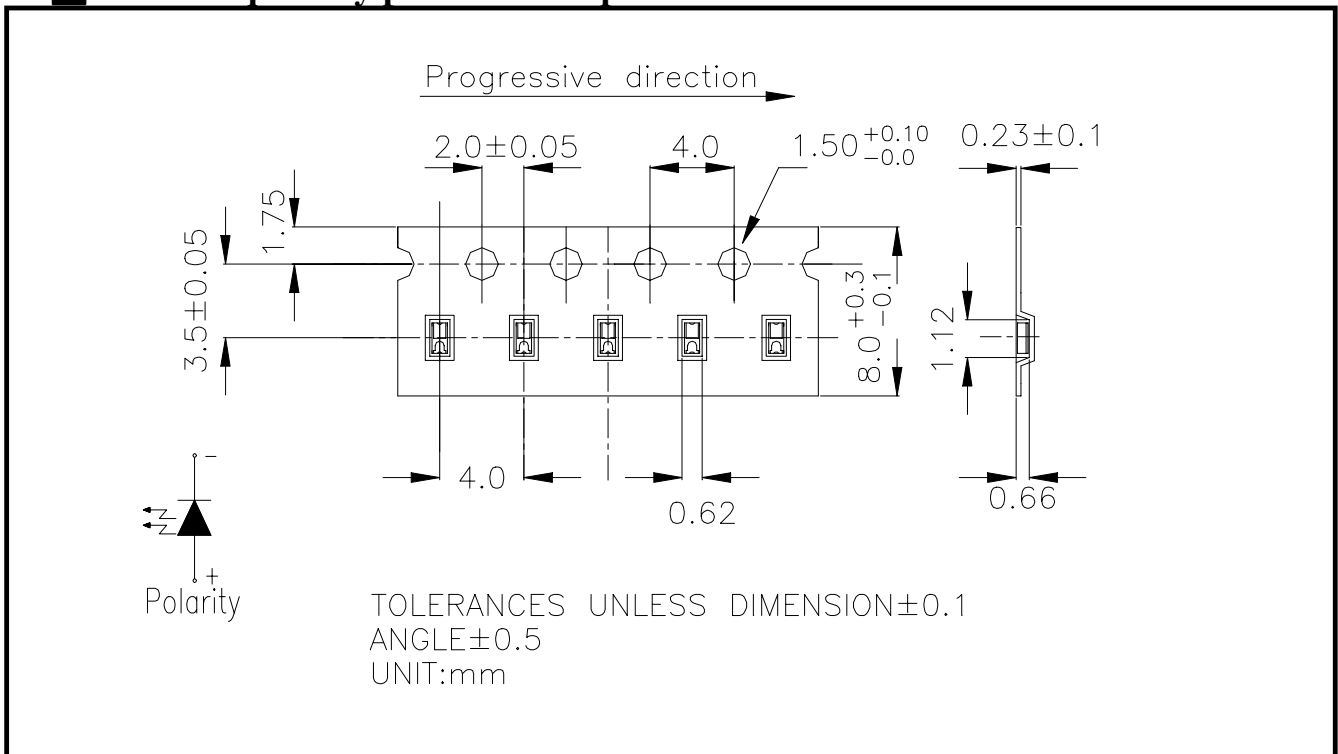 Progressive direction
2.0±0.05
4.0
1.50 +0.10 -0.0
0.23±0.1
1.75
3.5±0.05
8.0 +0.3 -0.1
1.12
4.0
0.62
0.66
-
+
Polarity
TOLERANCES UNLESS DIMENSION±0.1
ANGLE±0.5
UNIT:mm